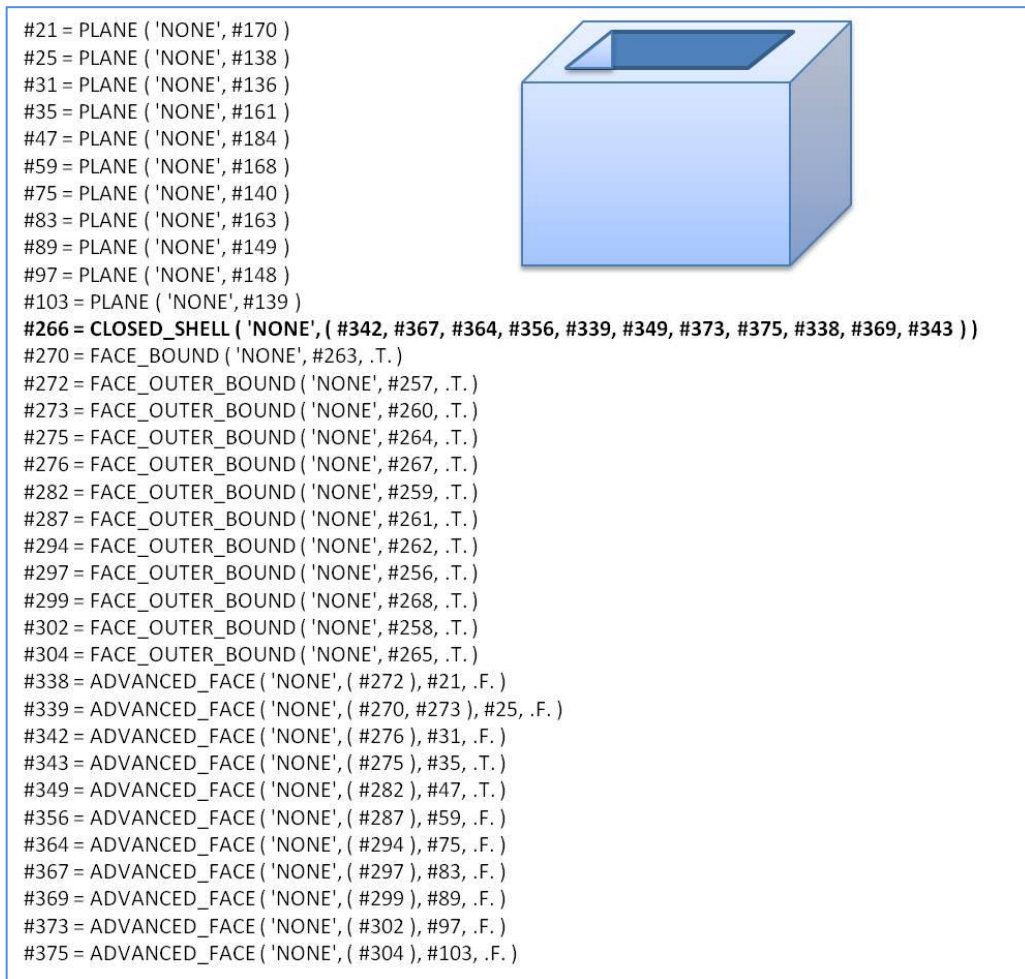 #21 = PLANE ( 'NONE', #170 )
#25 = PLANE ( 'NONE', #138 )
#31 = PLANE ( 'NONE', #136 )
#35 = PLANE ( 'NONE', #161 )
#47 = PLANE ( 'NONE', #184 )
#59 = PLANE ( 'NONE', #168 )
#75 = PLANE ( 'NONE', #140 )
#83 = PLANE ( 'NONE', #163 )
#89 = PLANE ( 'NONE', #149 )
#97 = PLANE ( 'NONE', #148 )
#103 = PLANE ( 'NONE', #139 )
#266 = CLOSED_SHELL ( 'NONE', ( #342, #367, #364, #356, #339, #349, #373, #375, #338, #369, #343 ) )
#270 = FACE_BOUND ( 'NONE', #263, .T. )
#272 = FACE_OUTER_BOUND ( 'NONE', #257, .T. )
#273 = FACE_OUTER_BOUND ( 'NONE', #260, .T. )
#275 = FACE_OUTER_BOUND ( 'NONE', #264, .T. )
#276 = FACE_OUTER_BOUND ( 'NONE', #267, .T. )
#282 = FACE_OUTER_BOUND ( 'NONE', #259, .T. )
#287 = FACE_OUTER_BOUND ( 'NONE', #261, .T. )
#294 = FACE_OUTER_BOUND ( 'NONE', #262, .T. )
#297 = FACE_OUTER_BOUND ( 'NONE', #256, .T. )
#299 = FACE_OUTER_BOUND ( 'NONE', #268, .T. )
#302 = FACE_OUTER_BOUND ( 'NONE', #258, .T. )
#304 = FACE_OUTER_BOUND ( 'NONE', #265, .T. )
#338 = ADVANCED_FACE ( 'NONE', ( #272 ), #21, .F. )
#339 = ADVANCED_FACE ( 'NONE', ( #270, #273 ), #25, .F. )
#342 = ADVANCED_FACE ( 'NONE', ( #276 ), #31, .F. )
#343 = ADVANCED_FACE ( 'NONE', ( #275 ), #35, .T. )
#349 = ADVANCED_FACE ( 'NONE', ( #282 ), #47, .T. )
#356 = ADVANCED_FACE ( 'NONE', ( #287 ), #59, .F. )
#364 = ADVANCED_FACE ( 'NONE', ( #294 ), #75, .F. )
#367 = ADVANCED_FACE ( 'NONE', ( #297 ), #83, .F. )
#369 = ADVANCED_FACE ( 'NONE', ( #299 ), #89, .F. )
#373 = ADVANCED_FACE ( 'NONE', ( #302 ), #97, .F. )
#375 = ADVANCED_FACE ( 'NONE', ( #304 ), #103, .F. )